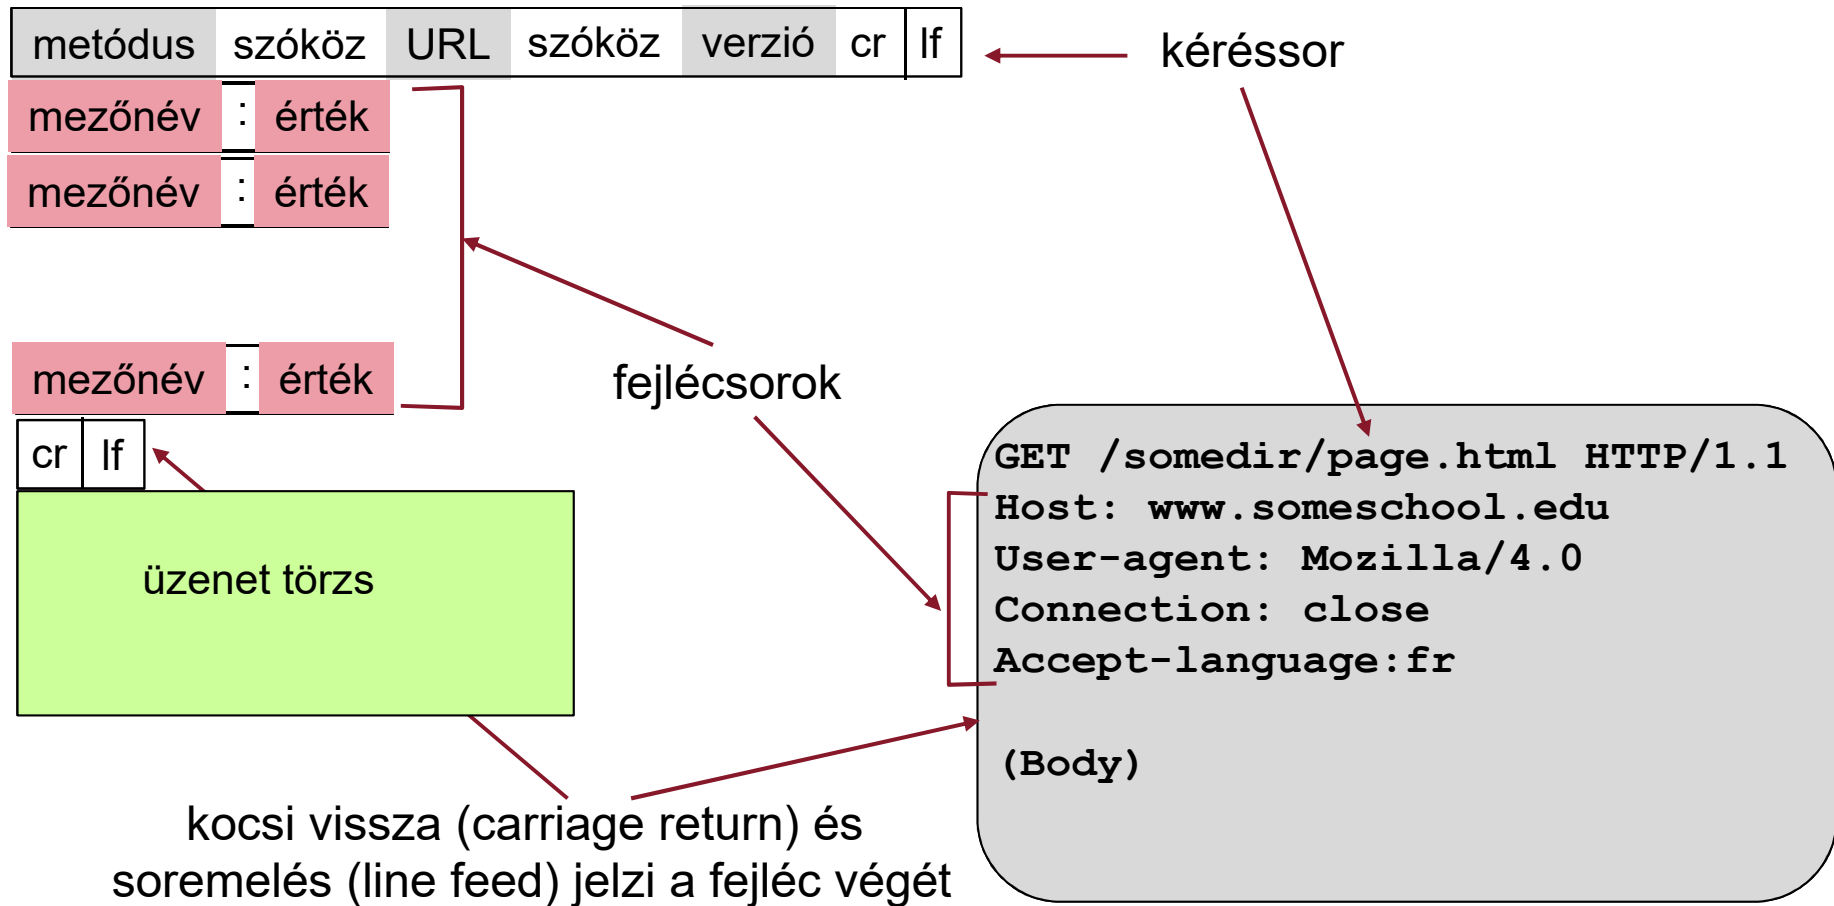 metódus szóköz URL szóköz verzió cr lf
kéréssor
mezőnév : érték
mezőnév : érték
mezőnév : érték
fejlécsorok
cr lf
üzenet törzs
GET /somedir/page.html HTTP/1.1
Host: www.someschool.edu
User-agent: Mozilla/4.0
Connection: close
Accept-language:fr
(Body)
kocsi vissza (carriage return) és
soremelés (line feed) jelzi a fejléc végét